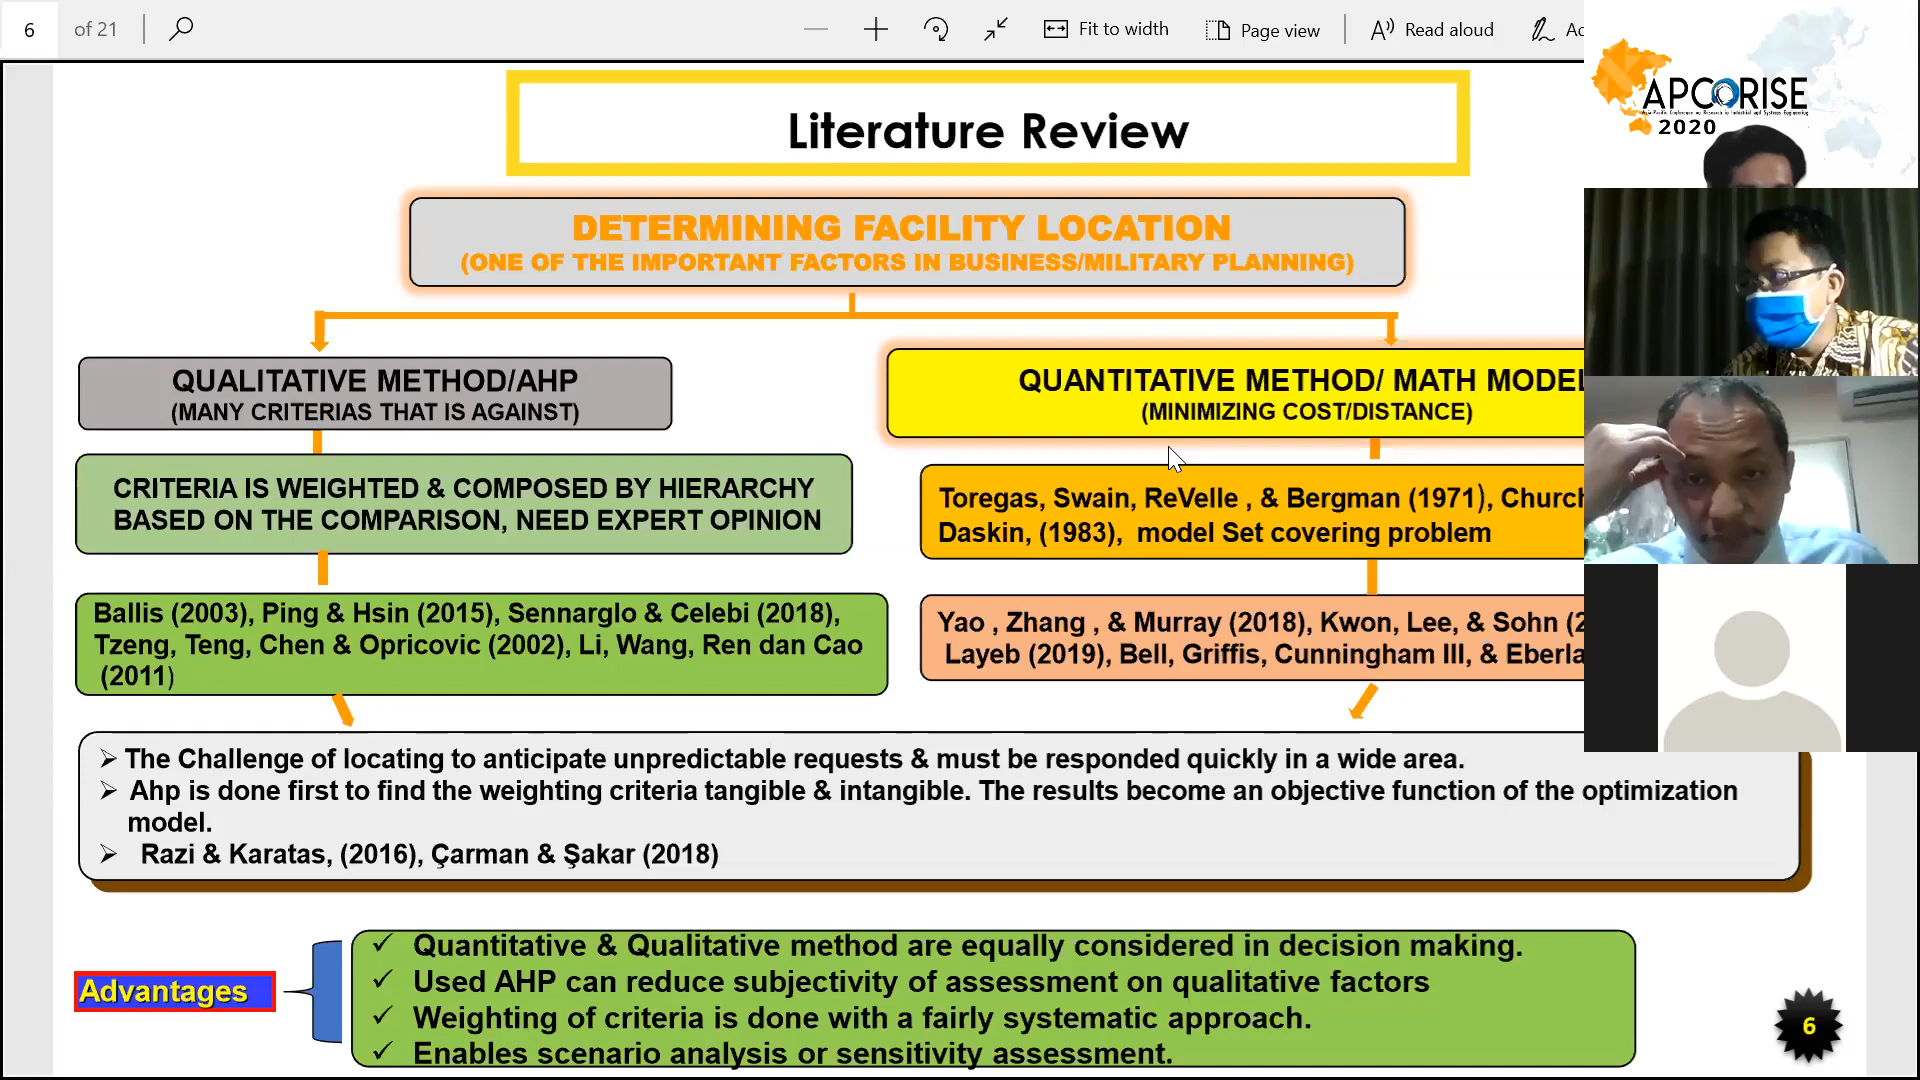 6 of 21 Fit to width Page view Read aloud
APCORISE
2020
Literature Review
DETERMINING FACILITY LOCATION
(ONE OF THE IMPORTANT FACTORS IN BUSINESS/MILITARY PLANNING)
QUALITATIVE METHOD/AHP
(MANY CRITERIAS THAT IS AGAINST)
CRITERIA IS WEIGHTED & COMPOSED BY HIERARCHY
BASED ON THE COMPARISON, NEED EXPERT OPINION
Ballis (2003), Ping & Hsin (2015), Sennarglo & Celebi (2018),
Tzeng, Teng, Chen & Opricovic (2002), Li, Wang, Ren dan Cao
(2011)
QUANTITATIVE METHOD/ MATH MODEL
(MINIMIZING COST/DISTANCE)
Toregas, Swain, ReVelle , & Bergman (1971), Church
Daskin, (1983), model Set covering problem
Yao , Zhang , & Murray (2018), Kwon, Lee, & Sohn (2
Layeb (2019), Bell, Griffis, Cunningham III, & Eberla
➢ The Challenge of locating to anticipate unpredictable requests & must be responded quickly in a wide area.
➢ Ahp is done first to find the weighting criteria tangible & intangible. The results become an objective function of the optimization
model.
➢ Razi & Karatas, (2016), Çarman & Şakar (2018)
Advantages
✓ Quantitative & Qualitative method are equally considered in decision making.
✓ Used AHP can reduce subjectivity of assessment on qualitative factors
✓ Weighting of criteria is done with a fairly systematic approach.
✓ Enables scenario analysis or sensitivity assessment.
6